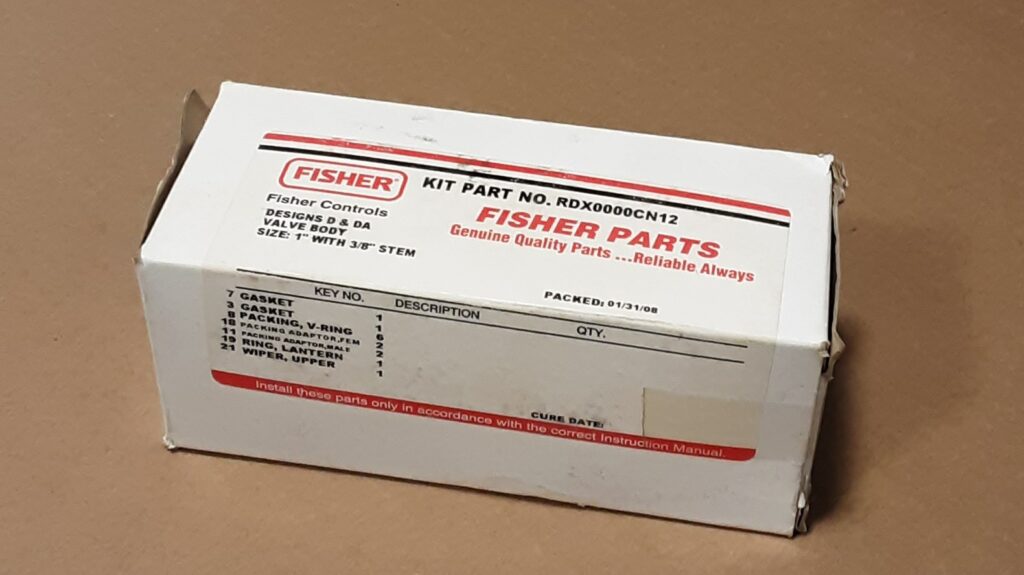 FISHER®
KIT PART NO. RDX0000CN12
Fisher Controls
DESIGNS D & DA
VALVE BODY
SIZE: 1" WITH 3/8" STEM
FISHER PARTS
Genuine Quality Parts ...Reliable Always
PACKED: 01/31/08
KEY NO. DESCRIPTION QTY.
7 GASKET 1
3 GASKET 1
8 PACKING, V-RING 6
18 PACKING ADAPTOR,FEM 2
11 PACKING ADAPTOR,MALE 2
19 RING, LANTERN 1
21 WIPER, UPPER 1
CURE DATE:
Install these parts only in accordance with the correct Instruction Manual.